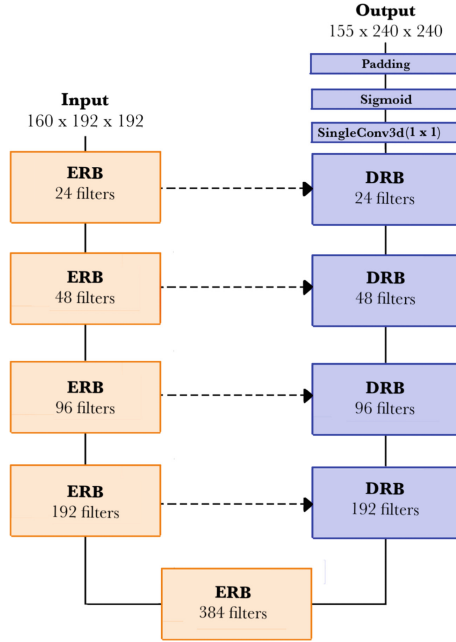 Output
155 x 240 x 240
Padding
Sigmoid
SingleConv3d(1 x 1)
Input
160 x 192 x 192
ERB
24 filters
DRB
24 filters
ERB
48 filters
DRB
48 filters
ERB
96 filters
DRB
96 filters
ERB
192 filters
DRB
192 filters
ERB
384 filters